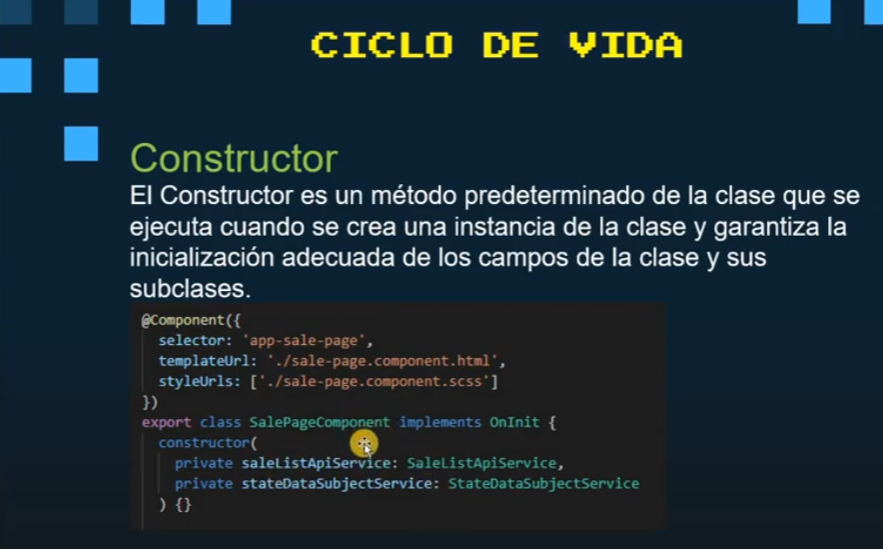 CICLO DE VIDA
Constructor
El Constructor es un método predeterminado de la clase que se
ejecuta cuando se crea una instancia de la clase y garantiza la
inicialización adecuada de los campos de la clase y sus
subclases.
@Component({
  selector: 'app-sale-page',
  templateUrl: './sale-page.component.html',
  styleUrls: ['./sale-page.component.scss']
})
export class SalePageComponent implements OnInit {
  constructor(
    private saleListApiService: SaleListApiService,
    private stateDataSubjectService: StateDataSubjectService
  ) {}